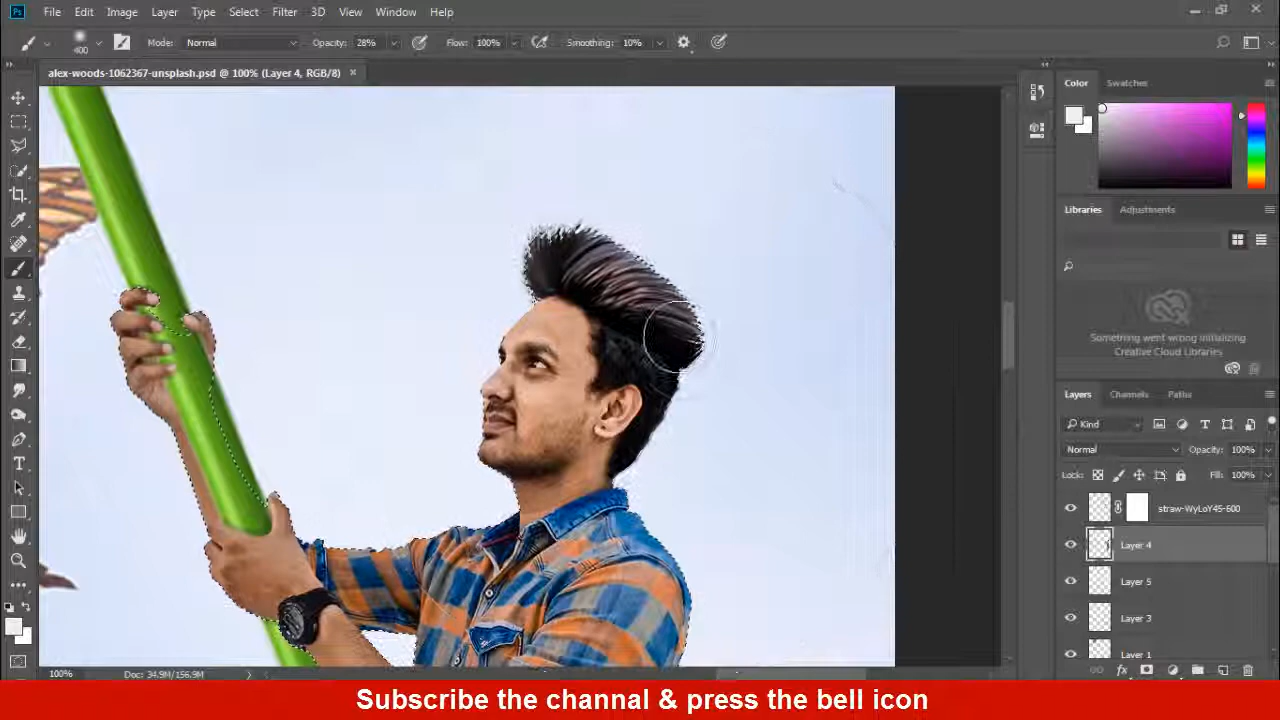 Ps File Edit Image Layer Type Select Filter 3D View Window Help
400 Mode: Normal Opacity: 28% Flow: 100% Smoothing: 10%
alex-woods-1062367-unsplash.psd @ 100% (Layer 4, RGB/8)
Color Swatches
Libraries Adjustments
Something went wrong initializing
Creative Cloud Libraries
Layers Channels Paths
Kind
Normal Opacity: 100%
Lock: Fill: 100%
straw-WyLoY45-600
Layer 4
Layer 5
Layer 3
Layer 1
fx
100% Doc: 34.9M/156.9M
Subscribe the channal & press the bell icon